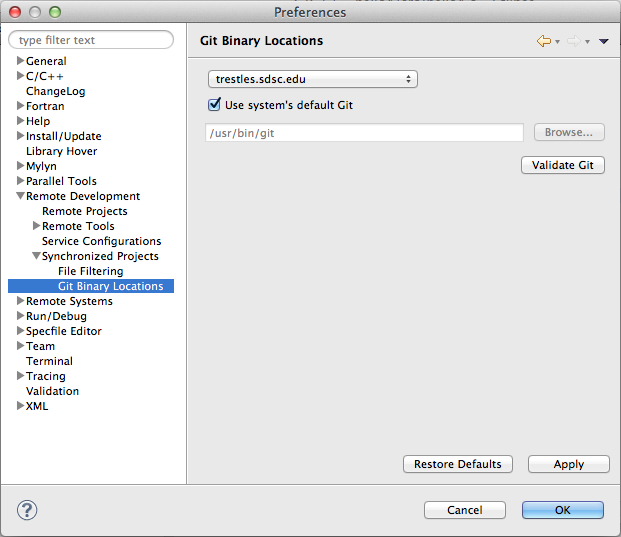 Preferences
type filter text
General
C/C++
ChangeLog
Fortran
Help
Install/Update
Library Hover
Mylyn
Parallel Tools
Remote Development
Remote Projects
Remote Tools
Service Configurations
Synchronized Projects
File Filtering
Git Binary Locations
Remote Systems
Run/Debug
Specfile Editor
Team
Terminal
Tracing
Validation
XML
Git Binary Locations
trestles.sdsc.edu
Use system's default Git
/usr/bin/git
Browse...
Validate Git
Restore Defaults
Apply
?
Cancel
OK